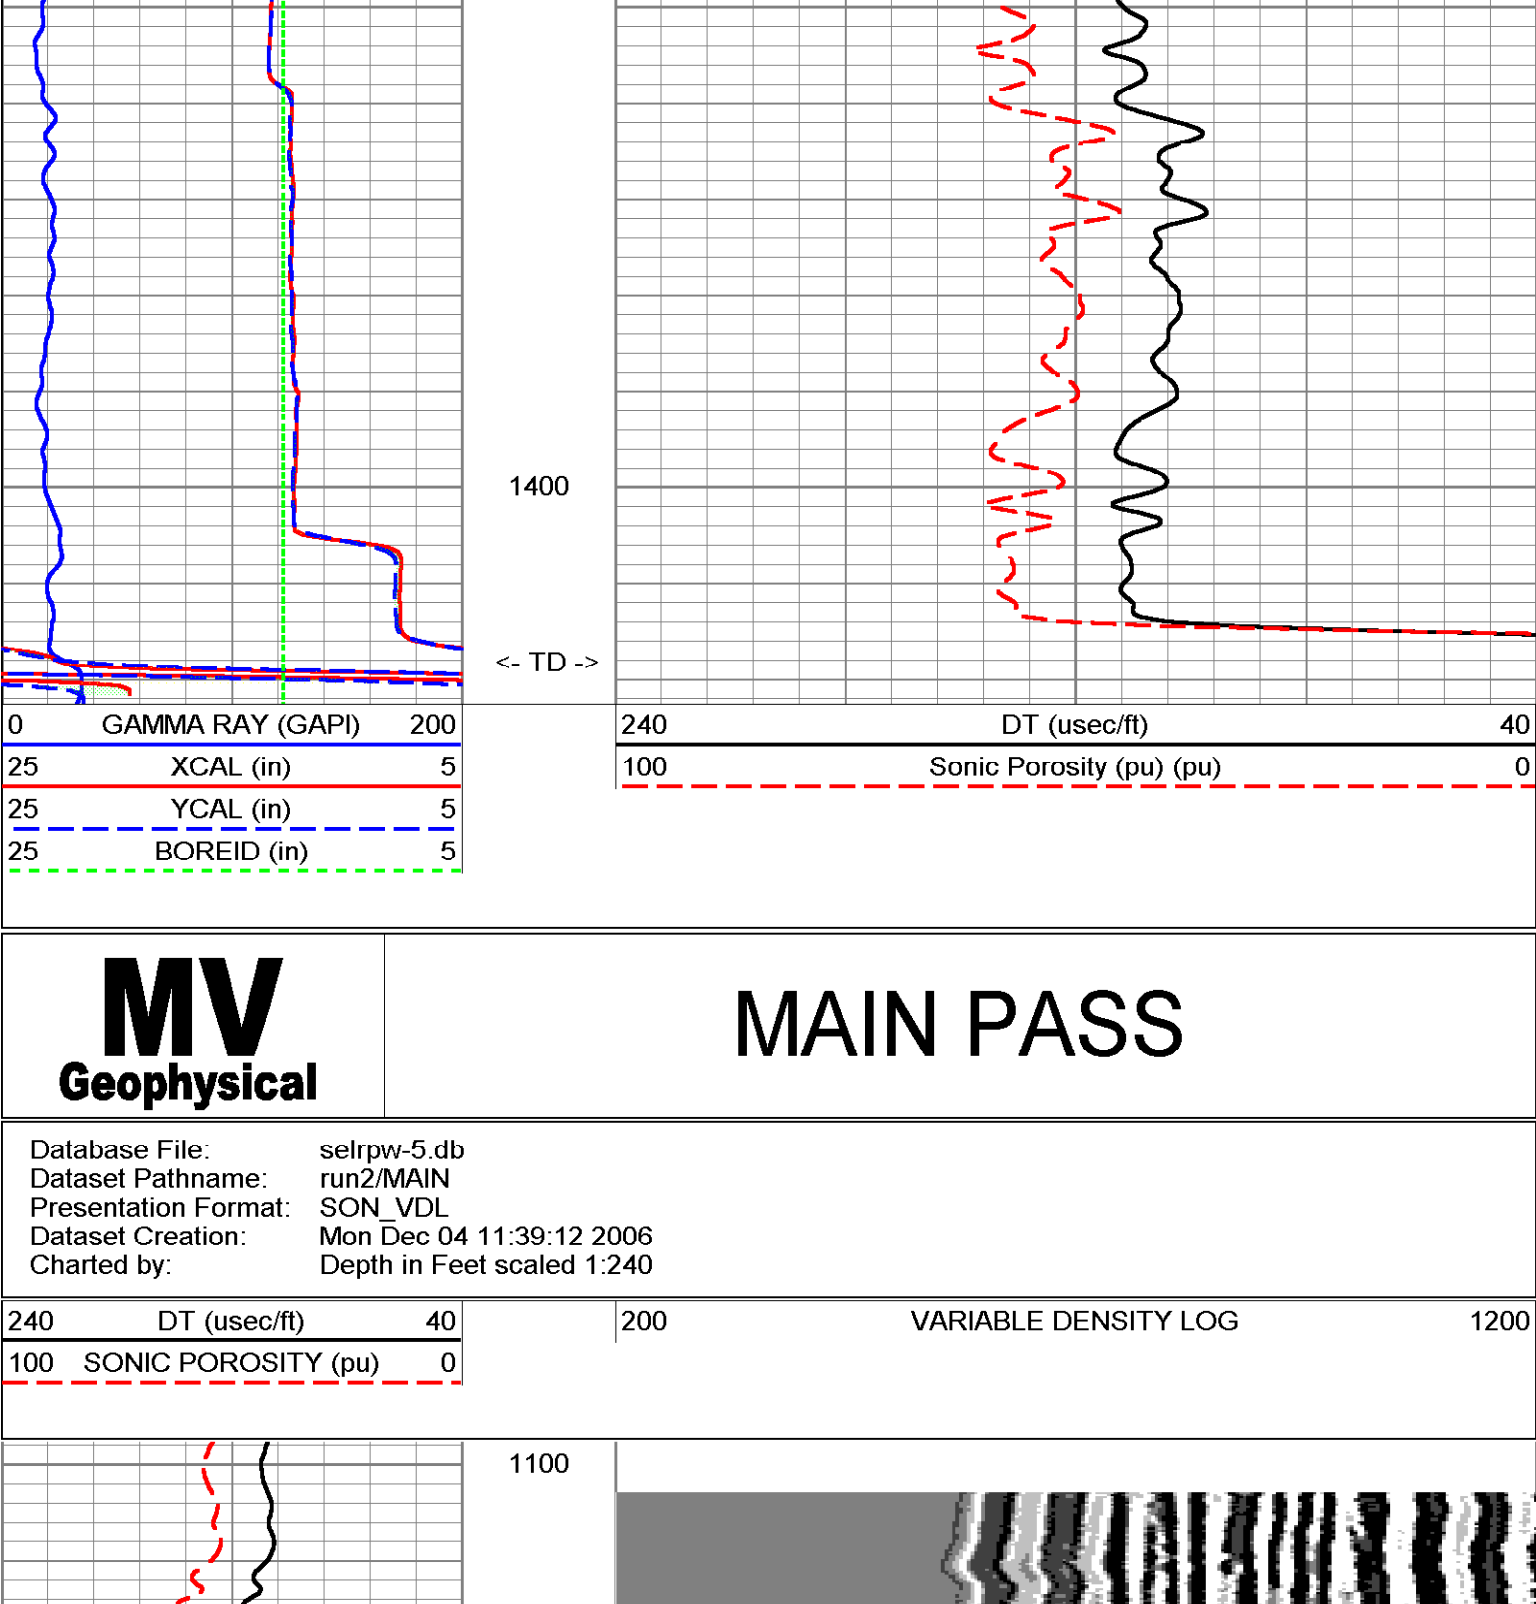 1400
<- TD ->
0 GAMMA RAY (GAPI) 200
25 XCAL (in) 5
25 YCAL (in) 5
25 BOREID (in) 5
240 DT (usec/ft) 40
100 Sonic Porosity (pu) (pu) 0
MV
Geophysical
MAIN PASS
Database File: selrpw-5.db
Dataset Pathname: run2/MAIN
Presentation Format: SON_VDL
Dataset Creation: Mon Dec 04 11:39:12 2006
Charted by: Depth in Feet scaled 1:240
240 DT (usec/ft) 40
100 SONIC POROSITY (pu) 0
200 VARIABLE DENSITY LOG 1200
1100